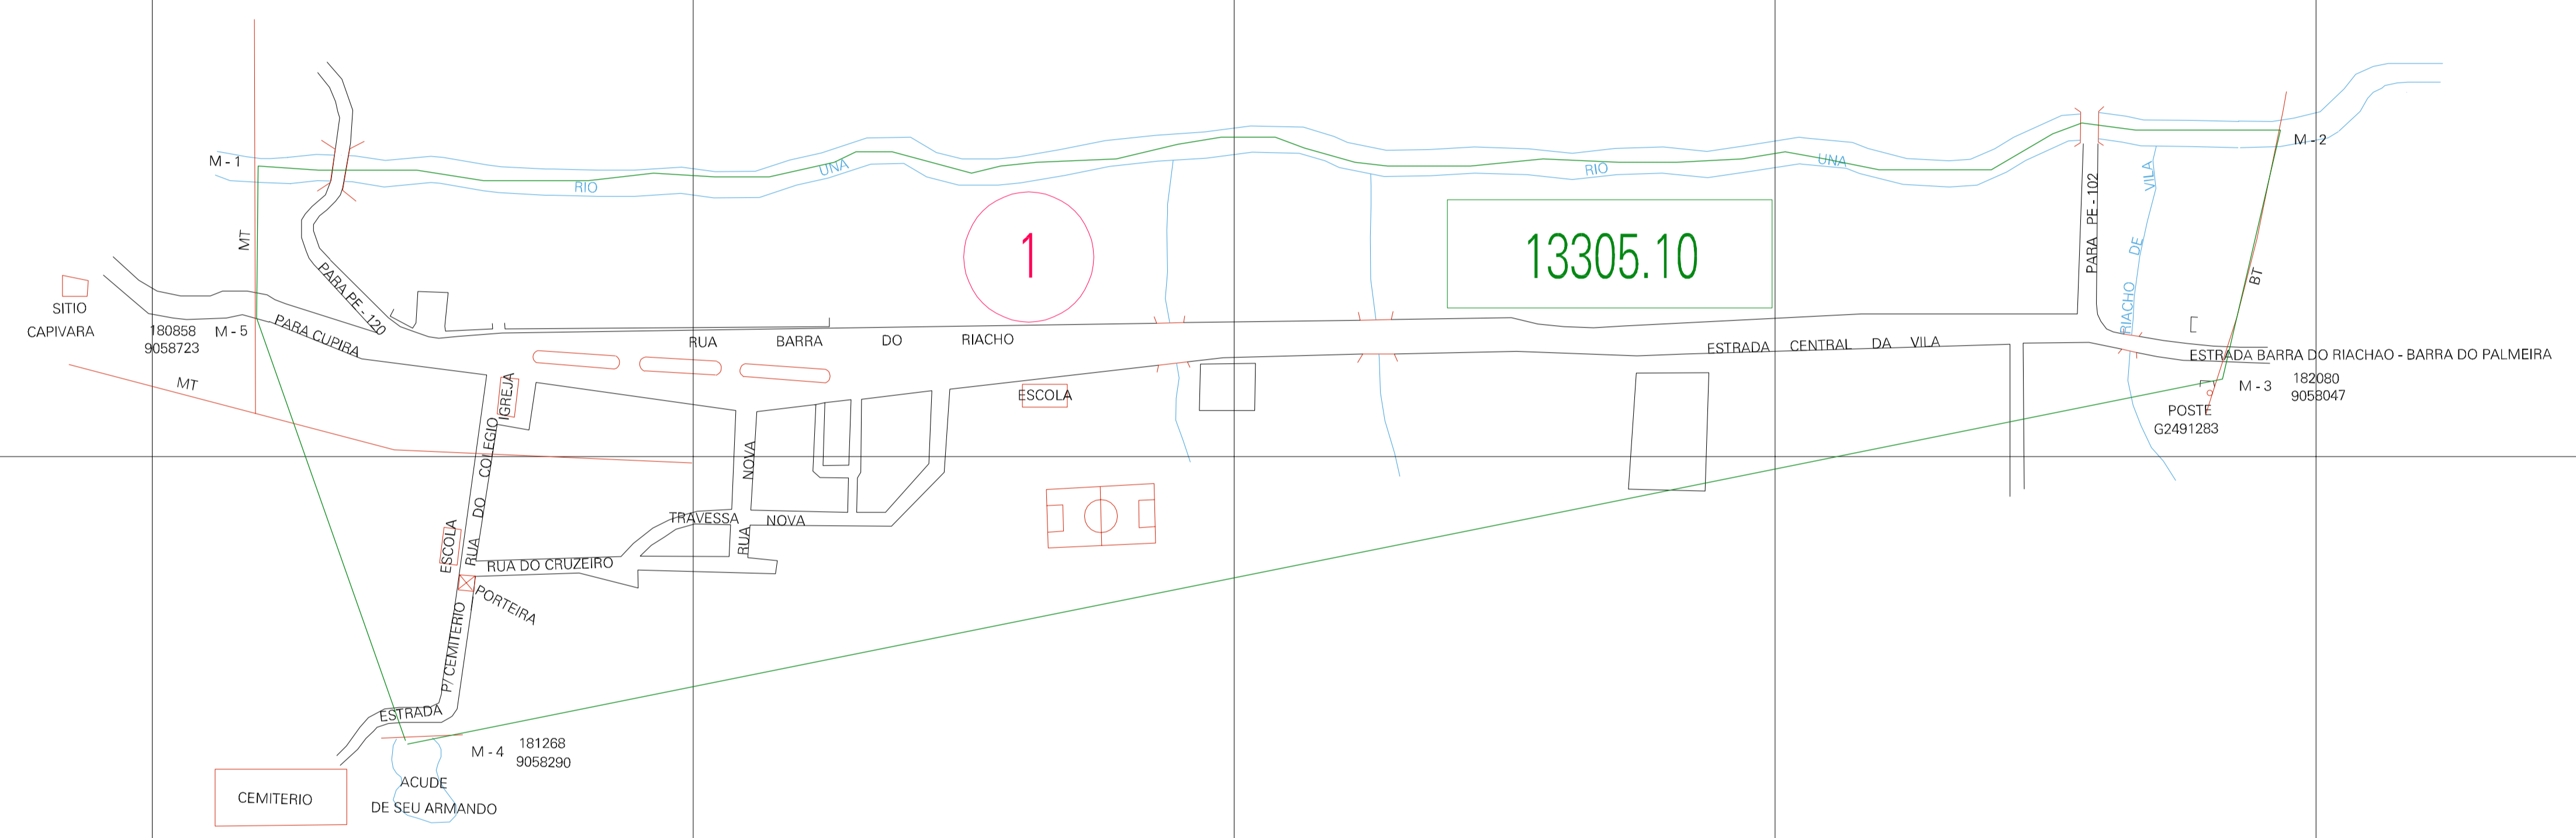 M - 1
RIO
UNA
RIO
UNA
M - 2
MT
1
13305.10
PARA PE - 102
RIACHO DE VILA
BT
PARA PE - 120
SITIO
CAPIVARA
180858
9058723
M - 5
PARA CUPIRA
MT
RUA BARRA DO RIACHO
ESTRADA CENTRAL DA VILA
ESTRADA BARRA DO RIACHAO - BARRA DO PALMEIRA
IGREJA
ESCOLA
M - 3
182080
9058047
POSTE
G2491283
RUA DO COLEGIO
RUA NOVA
TRAVESSA NOVA
ESCOLA
RUA DO CRUZEIRO
PORTEIRA
P/ CEMITERIO
ESTRADA
M - 4
181268
9058290
CEMITERIO
ACUDE
DE SEU ARMANDO